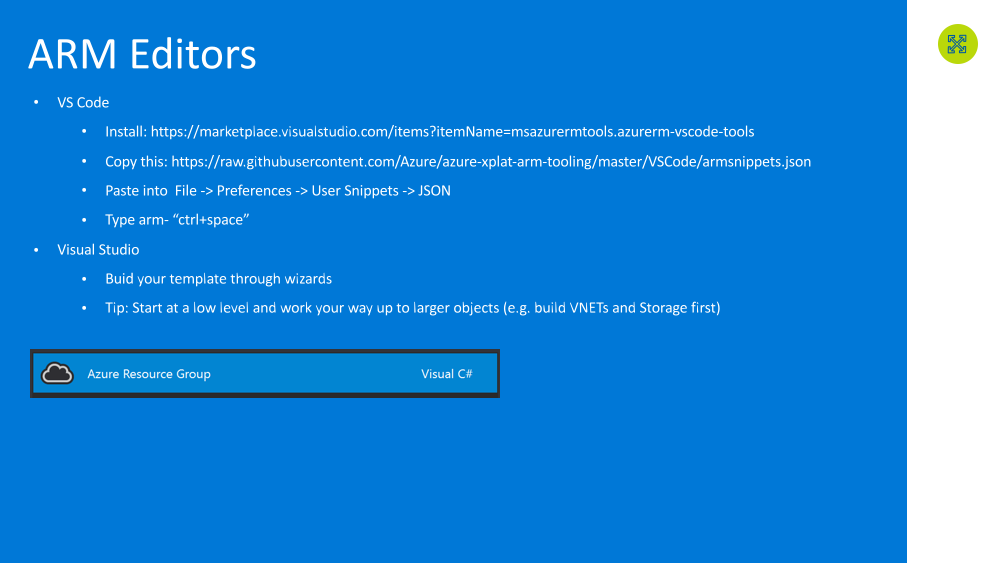 ARM Editors
• VS Code
• Install: https://marketplace.visualstudio.com/items?itemName=msazurermtools.azurerm-vscode-tools
• Copy this: https://raw.githubusercontent.com/Azure/azure-xplat-arm-tooling/master/VSCode/armsnippets.json
• Paste into  File -> Preferences -> User Snippets -> JSON
• Type arm- “ctrl+space”
• Visual Studio
• Buid your template through wizards
• Tip: Start at a low level and work your way up to larger objects (e.g. build VNETs and Storage first)
Azure Resource Group Visual C#